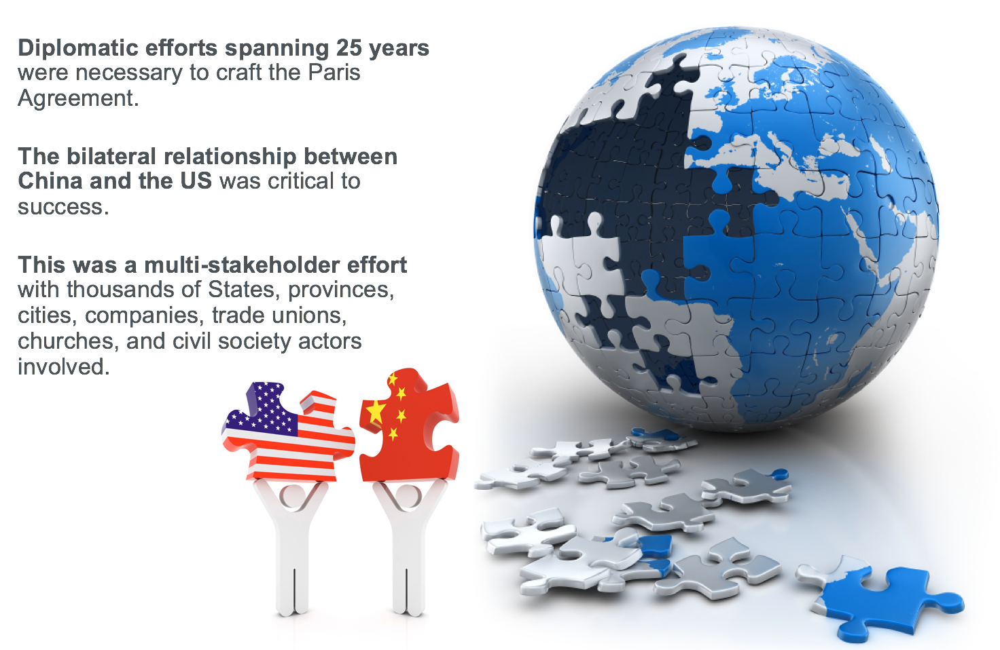 Diplomatic efforts spanning 25 years
were necessary to craft the Paris
Agreement.
The bilateral relationship between
China and the US was critical to
success.
This was a multi-stakeholder effort
with thousands of States, provinces,
cities, companies, trade unions,
churches, and civil society actors
involved.